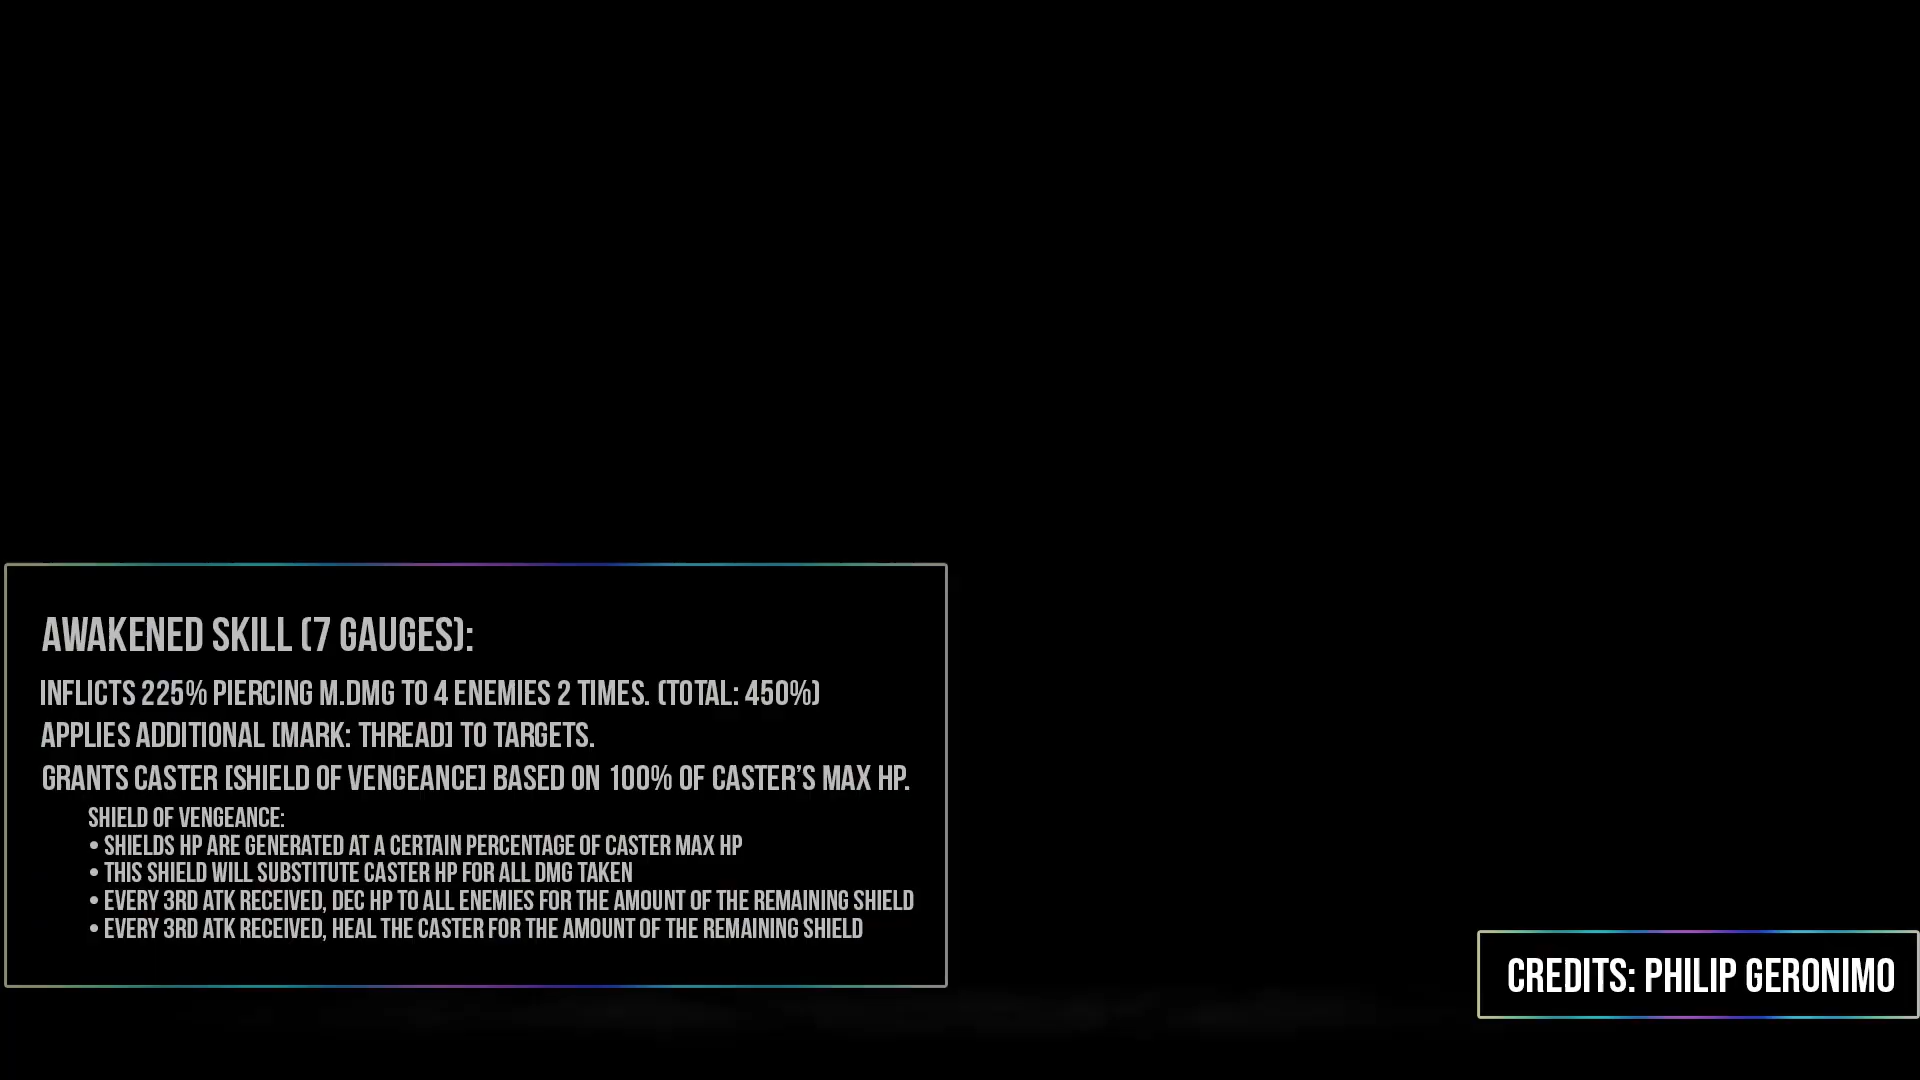 AWAKENED SKILL (7 GAUGES):
INFLICTS 225% PIERCING M.DMG TO 4 ENEMIES 2 TIMES. (TOTAL: 450%)
APPLIES ADDITIONAL [MARK: THREAD] TO TARGETS.
GRANTS CASTER [SHIELD OF VENGEANCE] BASED ON 100% OF CASTER’S MAX HP.
SHIELD OF VENGEANCE:
• SHIELDS HP ARE GENERATED AT A CERTAIN PERCENTAGE OF CASTER MAX HP
• THIS SHIELD WILL SUBSTITUTE CASTER HP FOR ALL DMG TAKEN
• EVERY 3RD ATK RECEIVED, DEC HP TO ALL ENEMIES FOR THE AMOUNT OF THE REMAINING SHIELD
• EVERY 3RD ATK RECEIVED, HEAL THE CASTER FOR THE AMOUNT OF THE REMAINING SHIELD
CREDITS: PHILIP GERONIMO